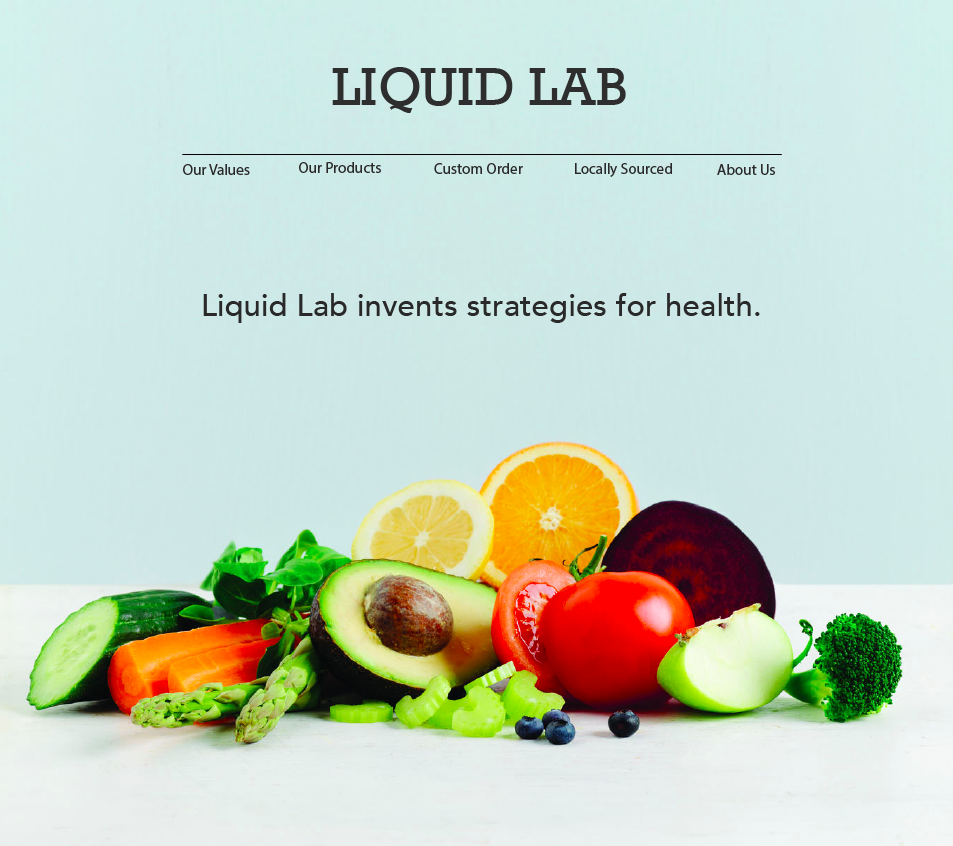 LIQUID LAB
Our Values Our Products Custom Order Locally Sourced About Us
Liquid Lab invents strategies for health.